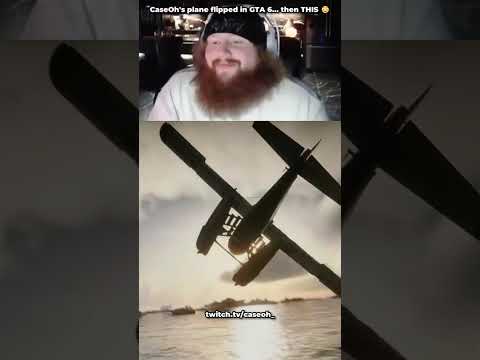 CaseOh's plane flipped in GTA 6... then THIS 😳
twitch.tv/caseoh_